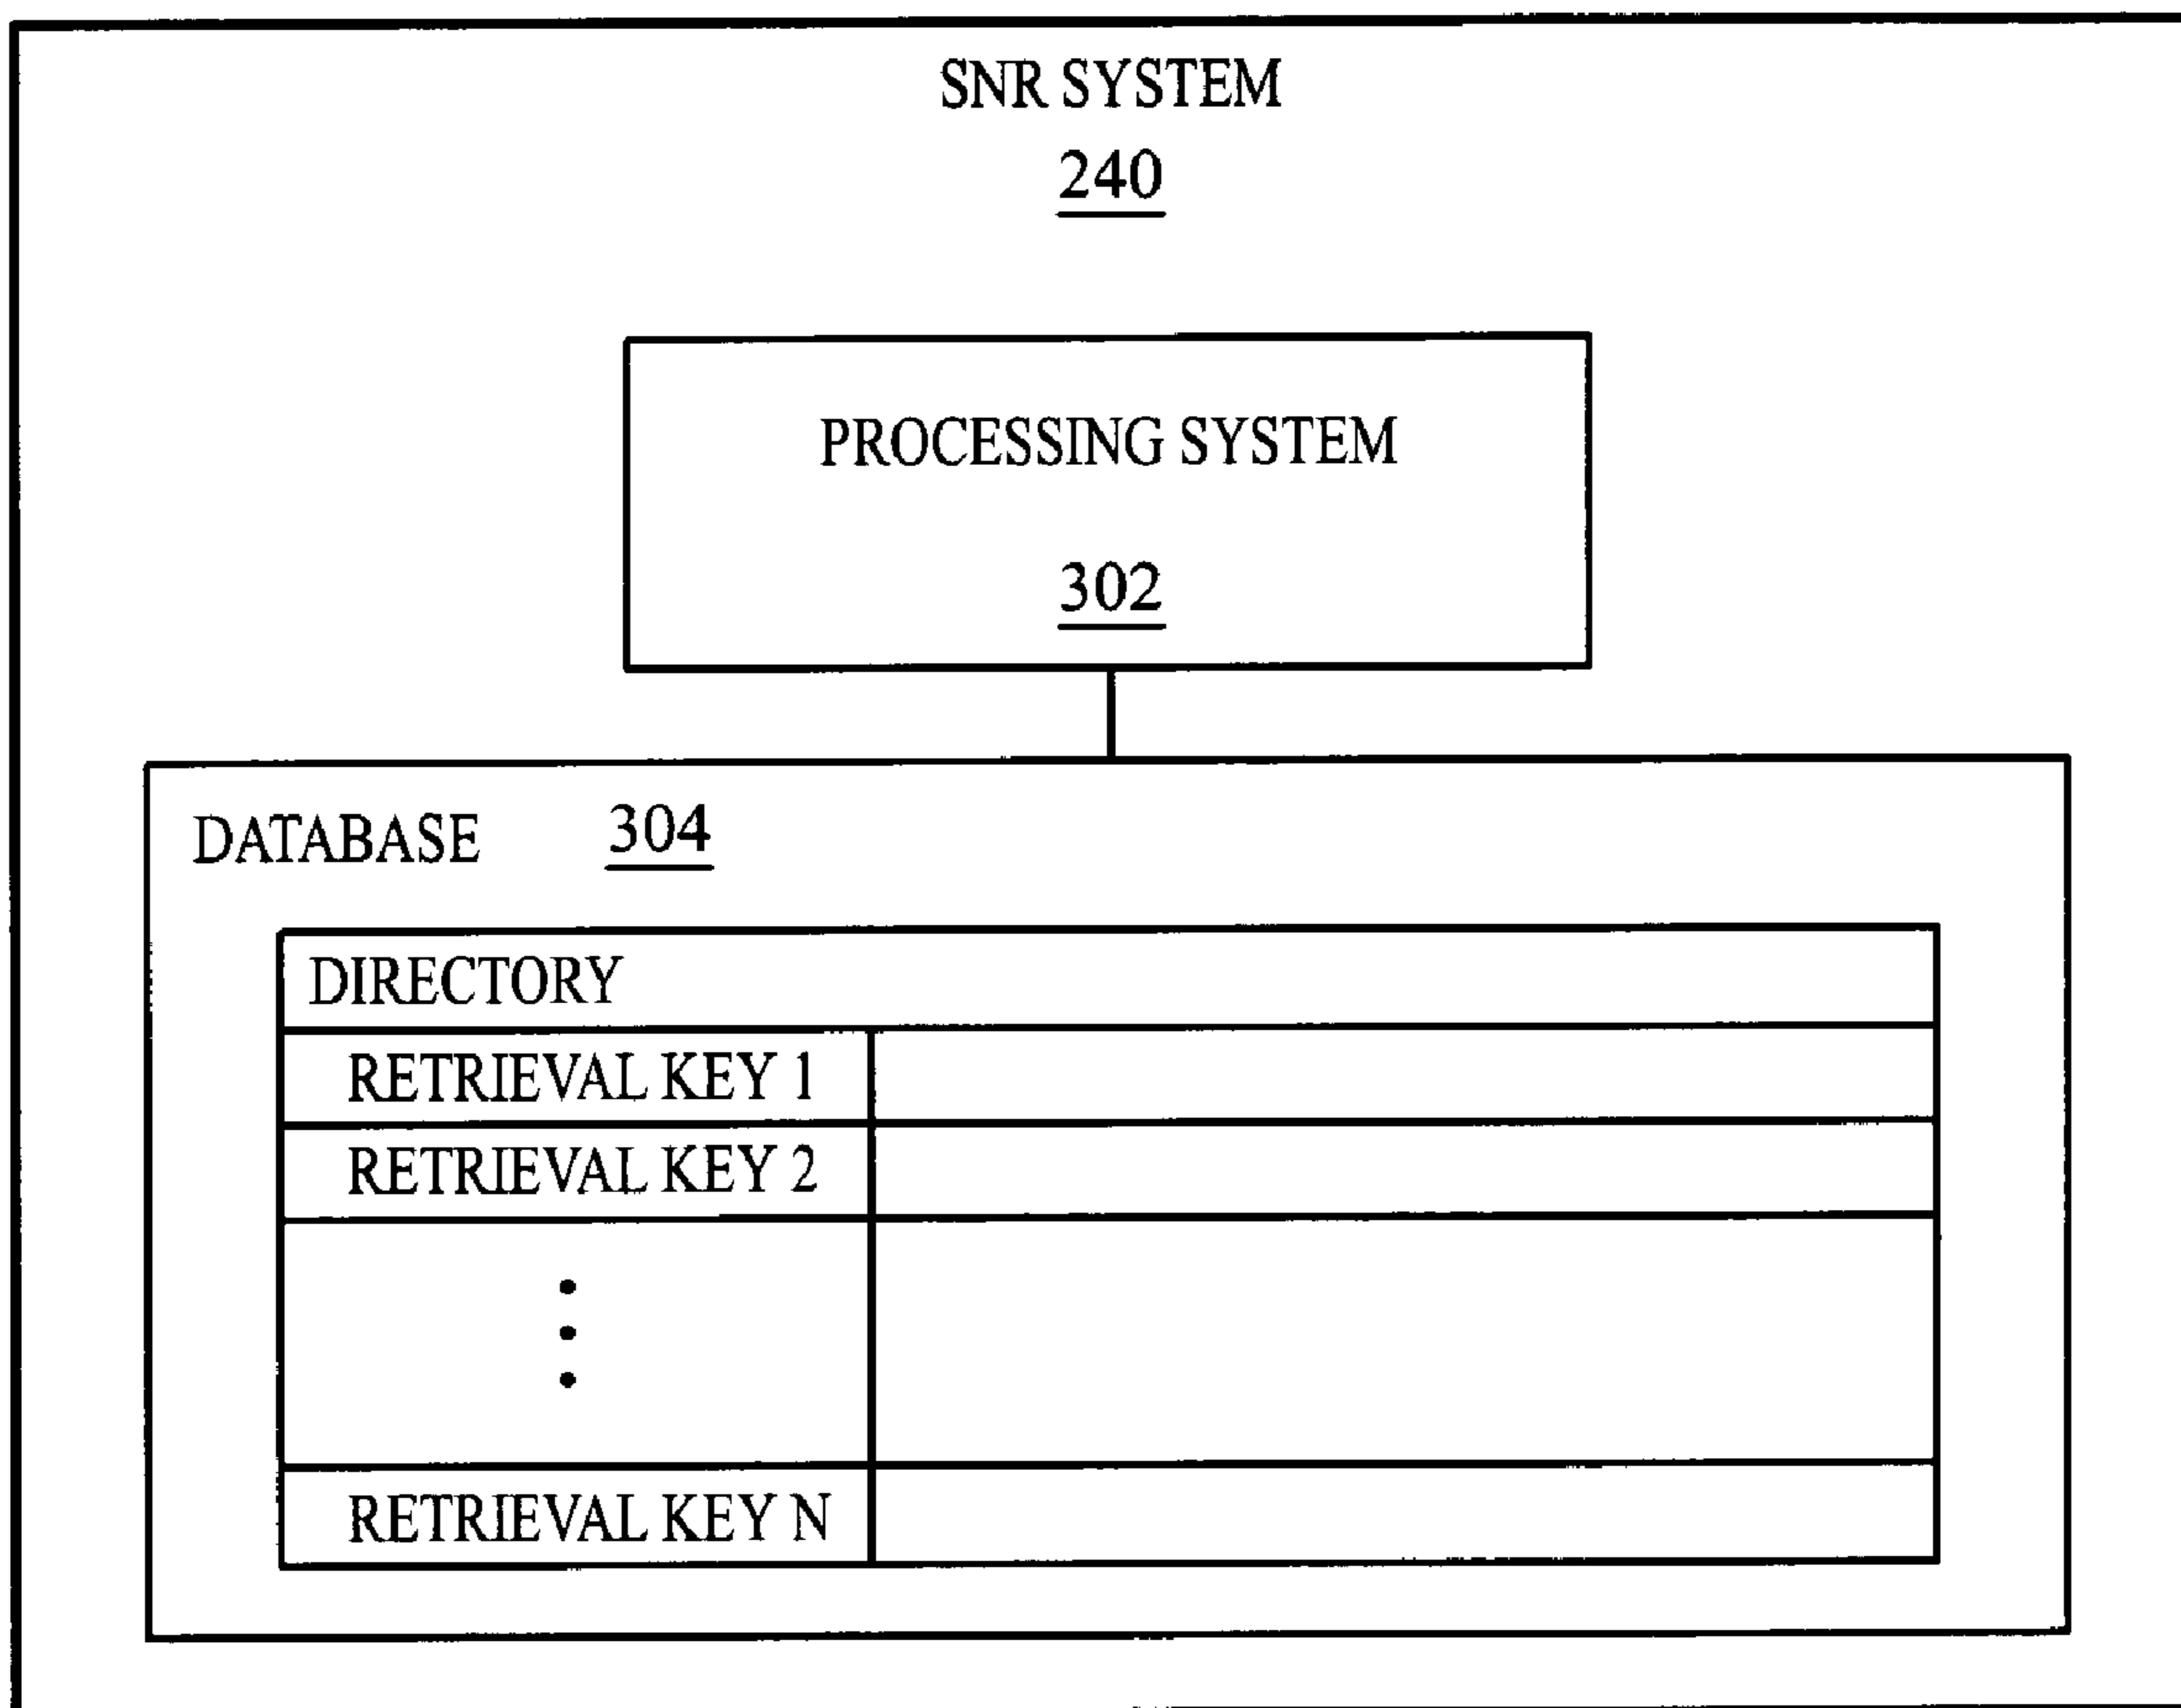 SNR SYSTEM
240
PROCESSING SYSTEM
302
DATABASE 304
DIRECTORY
RETRIEVAL KEY 1
RETRIEVAL KEY 2
RETRIEVAL KEY N